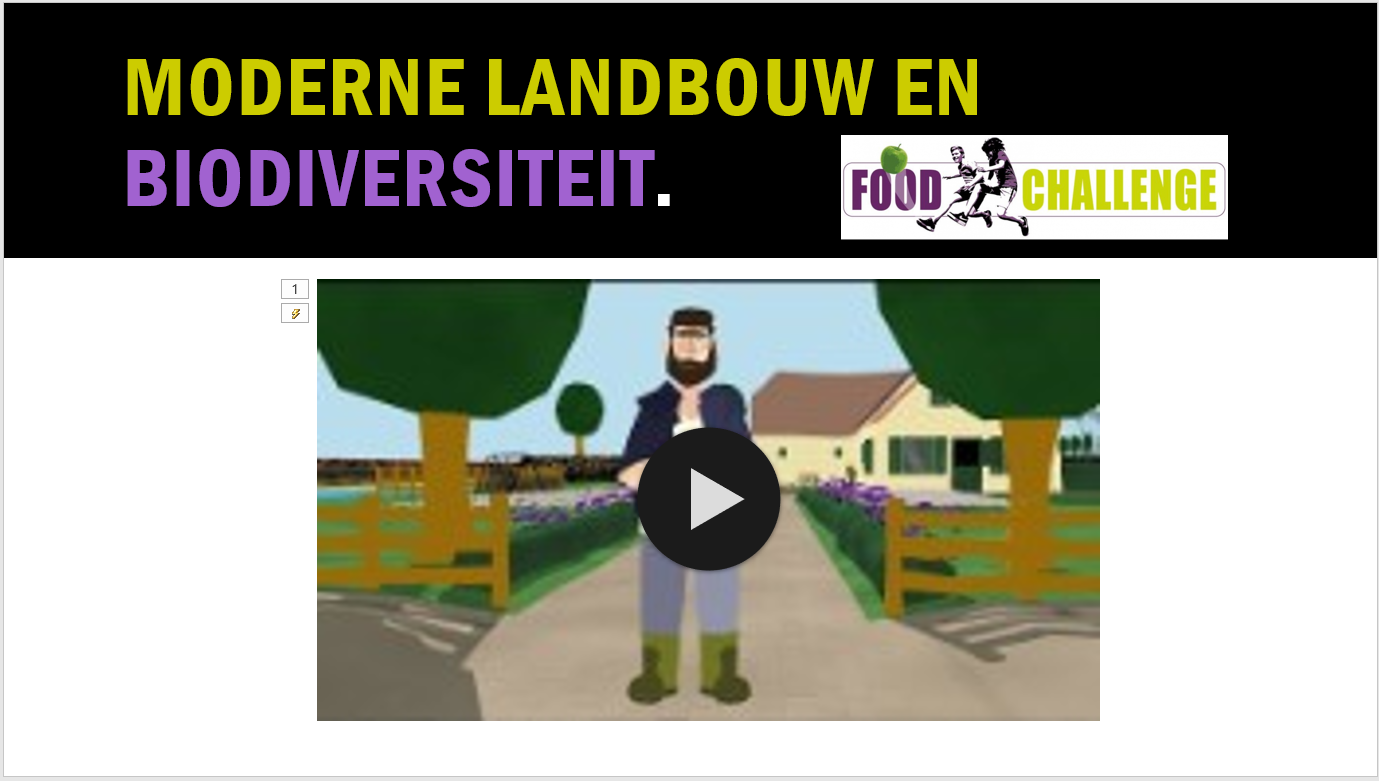 MODERNE LANDBOUW EN
BIODIVERSITEIT.
FOOD CHALLENGE
1